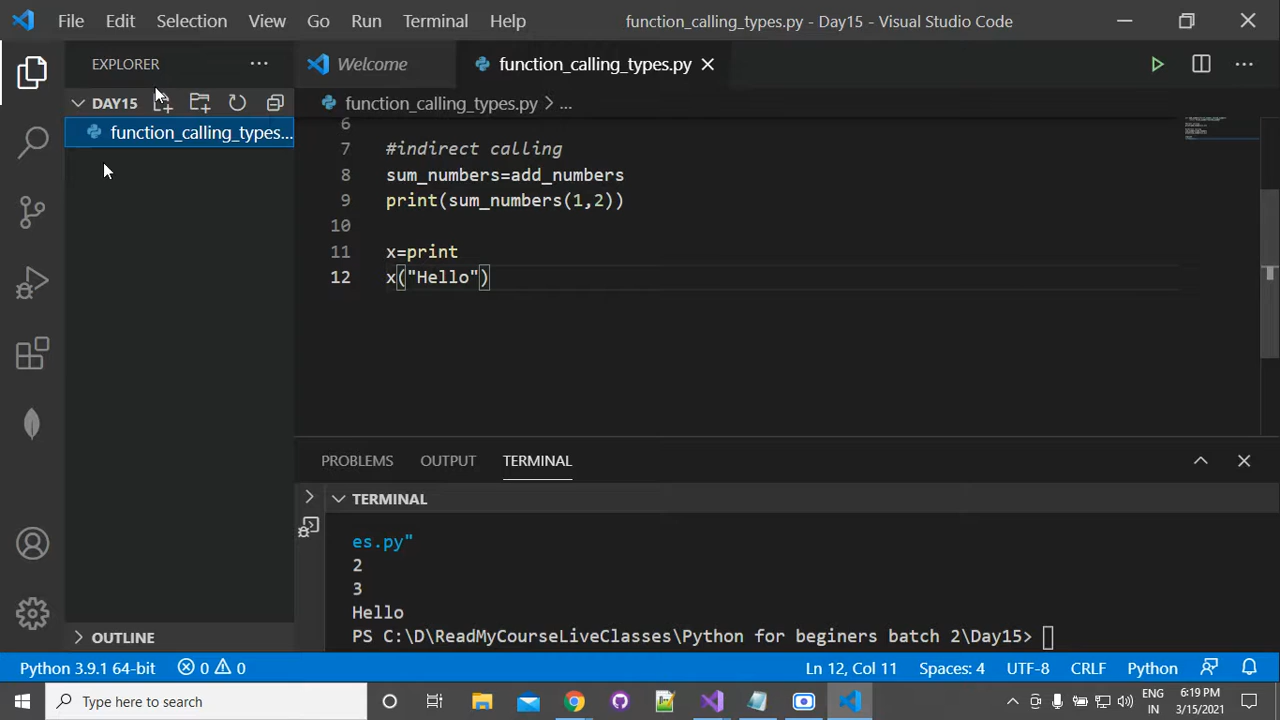 File Edit Selection View Go Run Terminal Help function_calling_types.py - Day15 - Visual Studio Code
EXPLORER ...
Welcome function_calling_types.py
DAY15
function_calling_types.py > ...
function_calling_types...
6
7 #indirect calling
8 sum_numbers=add_numbers
9 print(sum_numbers(1,2))
10
11 x=print
12 x("Hello")
PROBLEMS OUTPUT TERMINAL
TERMINAL
es.py"
2
3
Hello
PS C:\D\ReadMyCourseLiveClasses\Python for beginers batch 2\Day15>
OUTLINE
Python 3.9.1 64-bit 0 0 Ln 12, Col 11 Spaces: 4 UTF-8 CRLF Python
Type here to search
ENG 6:19 PM
IN 3/15/2021